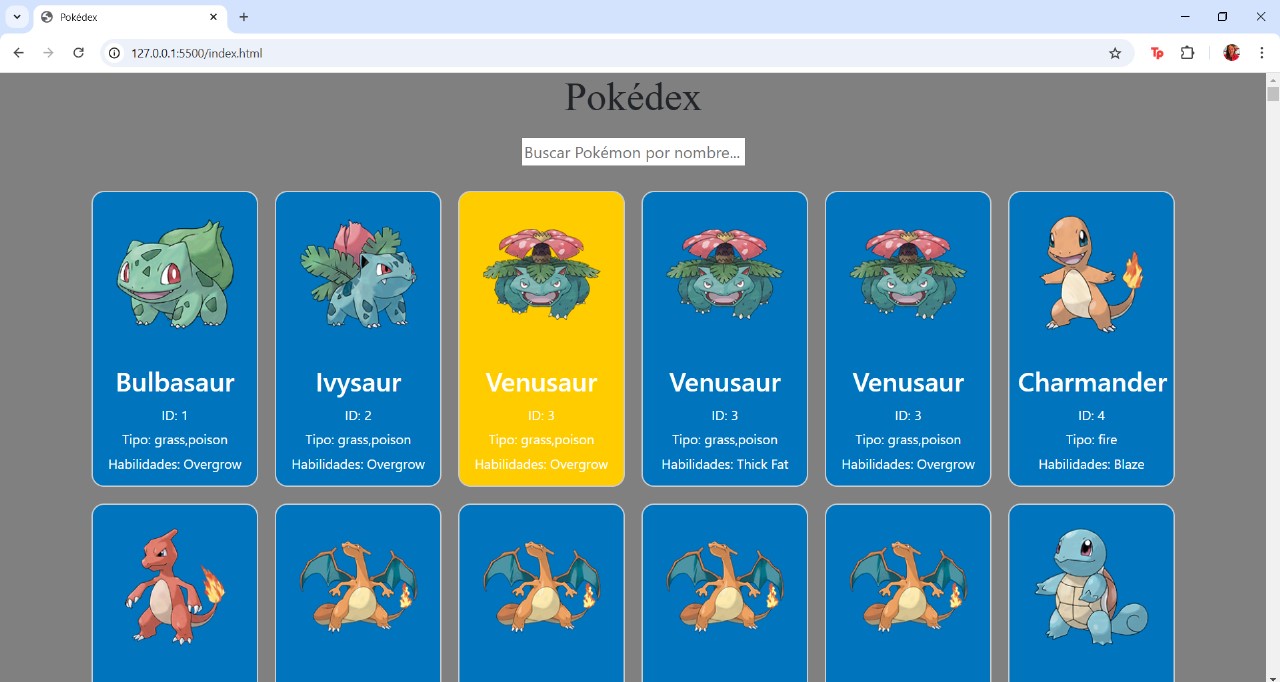 Pokédex
127.0.0.1:5500/index.html
Tp
Pokédex
Buscar Pokémon por nombre...
Bulbasaur
ID: 1
Tipo: grass,poison
Habilidades: Overgrow
Ivysaur
ID: 2
Tipo: grass,poison
Habilidades: Overgrow
Venusaur
ID: 3
Tipo: grass,poison
Habilidades: Overgrow
Venusaur
ID: 3
Tipo: grass,poison
Habilidades: Thick Fat
Venusaur
ID: 3
Tipo: grass,poison
Habilidades: Overgrow
Charmander
ID: 4
Tipo: fire
Habilidades: Blaze